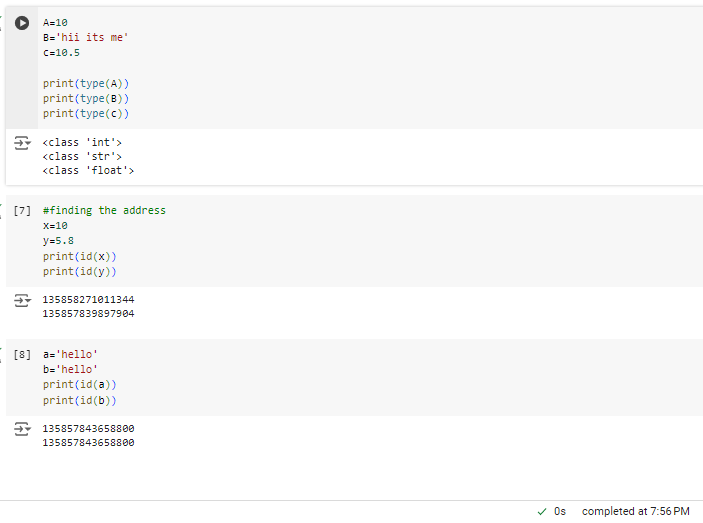 A=10
B='hii its me'
c=10.5
print(type(A))
print(type(B))
print(type(c))
<class 'int'>
<class 'str'>
<class 'float'>
[7] #finding the address
x=10
y=5.8
print(id(x))
print(id(y))
135858271011344
135857839897904
[8] a='hello'
b='hello'
print(id(a))
print(id(b))
135857843658800
135857843658800
0s completed at 7:56 PM